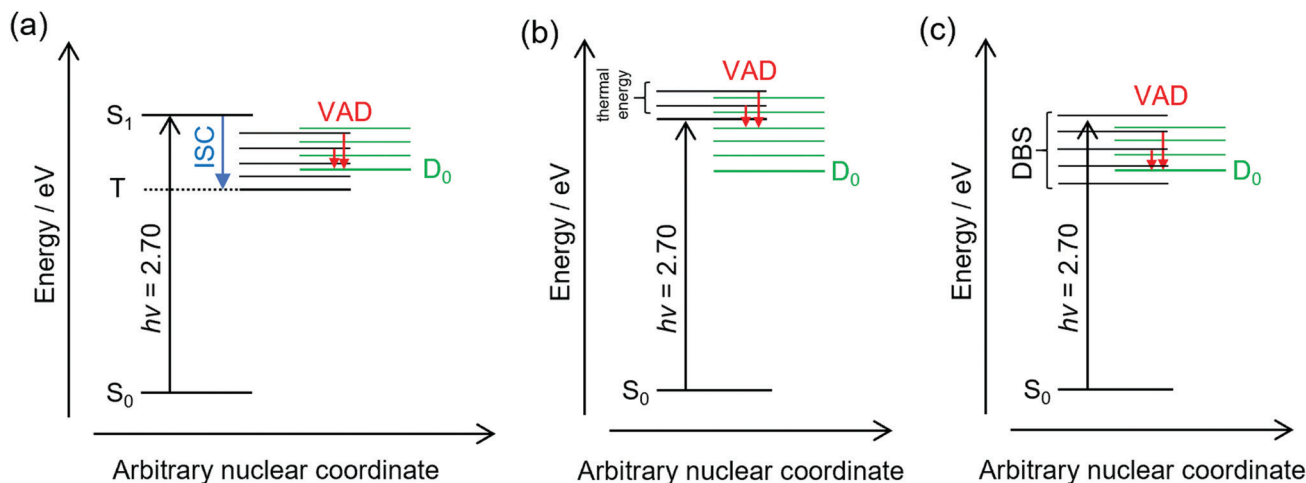 (a)
Energy / eV
S₁
T
S₀
hν = 2.70
ISC
VAD
D₀
Arbitrary nuclear coordinate
(b)
Energy / eV
thermal
energy
VAD
D₀
hν = 2.70
S₀
Arbitrary nuclear coordinate
(c)
Energy / eV
DBS
VAD
D₀
hν = 2.70
S₀
Arbitrary nuclear coordinate